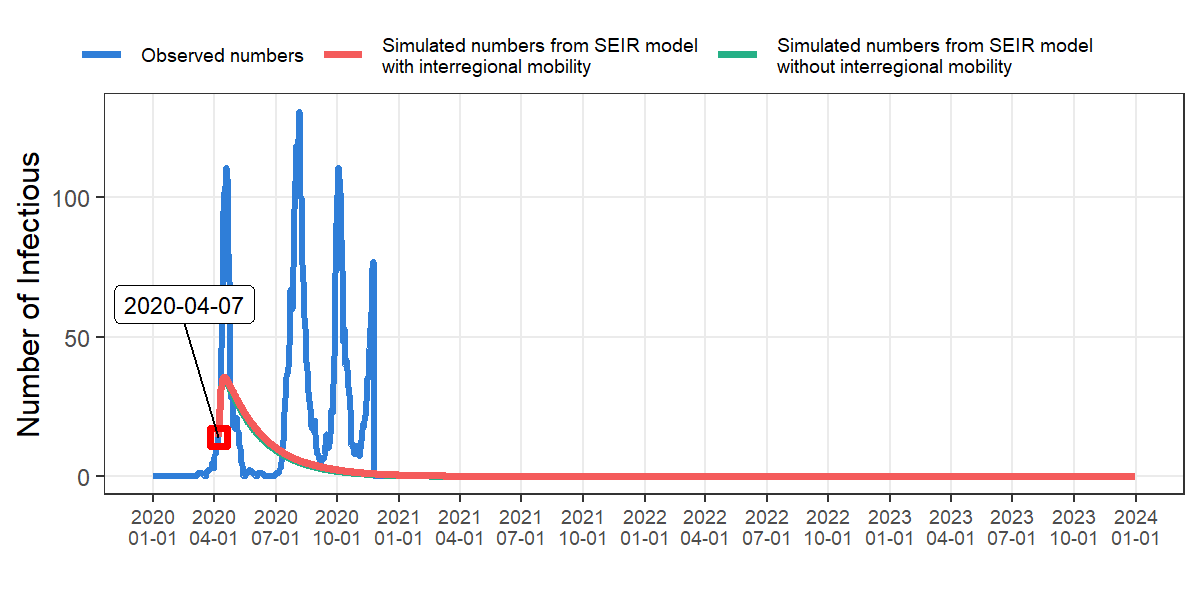 Observed numbers
Simulated numbers from SEIR model
with interregional mobility
Simulated numbers from SEIR model
without interregional mobility
Number of Infectious
100
50
0
2020-04-07
2020 2020 2020 2020 2021 2021 2021 2021 2022 2022 2022 2022 2023 2023 2023 2023 2024
01-01 04-01 07-01 10-01 01-01 04-01 07-01 10-01 01-01 04-01 07-01 10-01 01-01 04-01 07-01 10-01 01-01